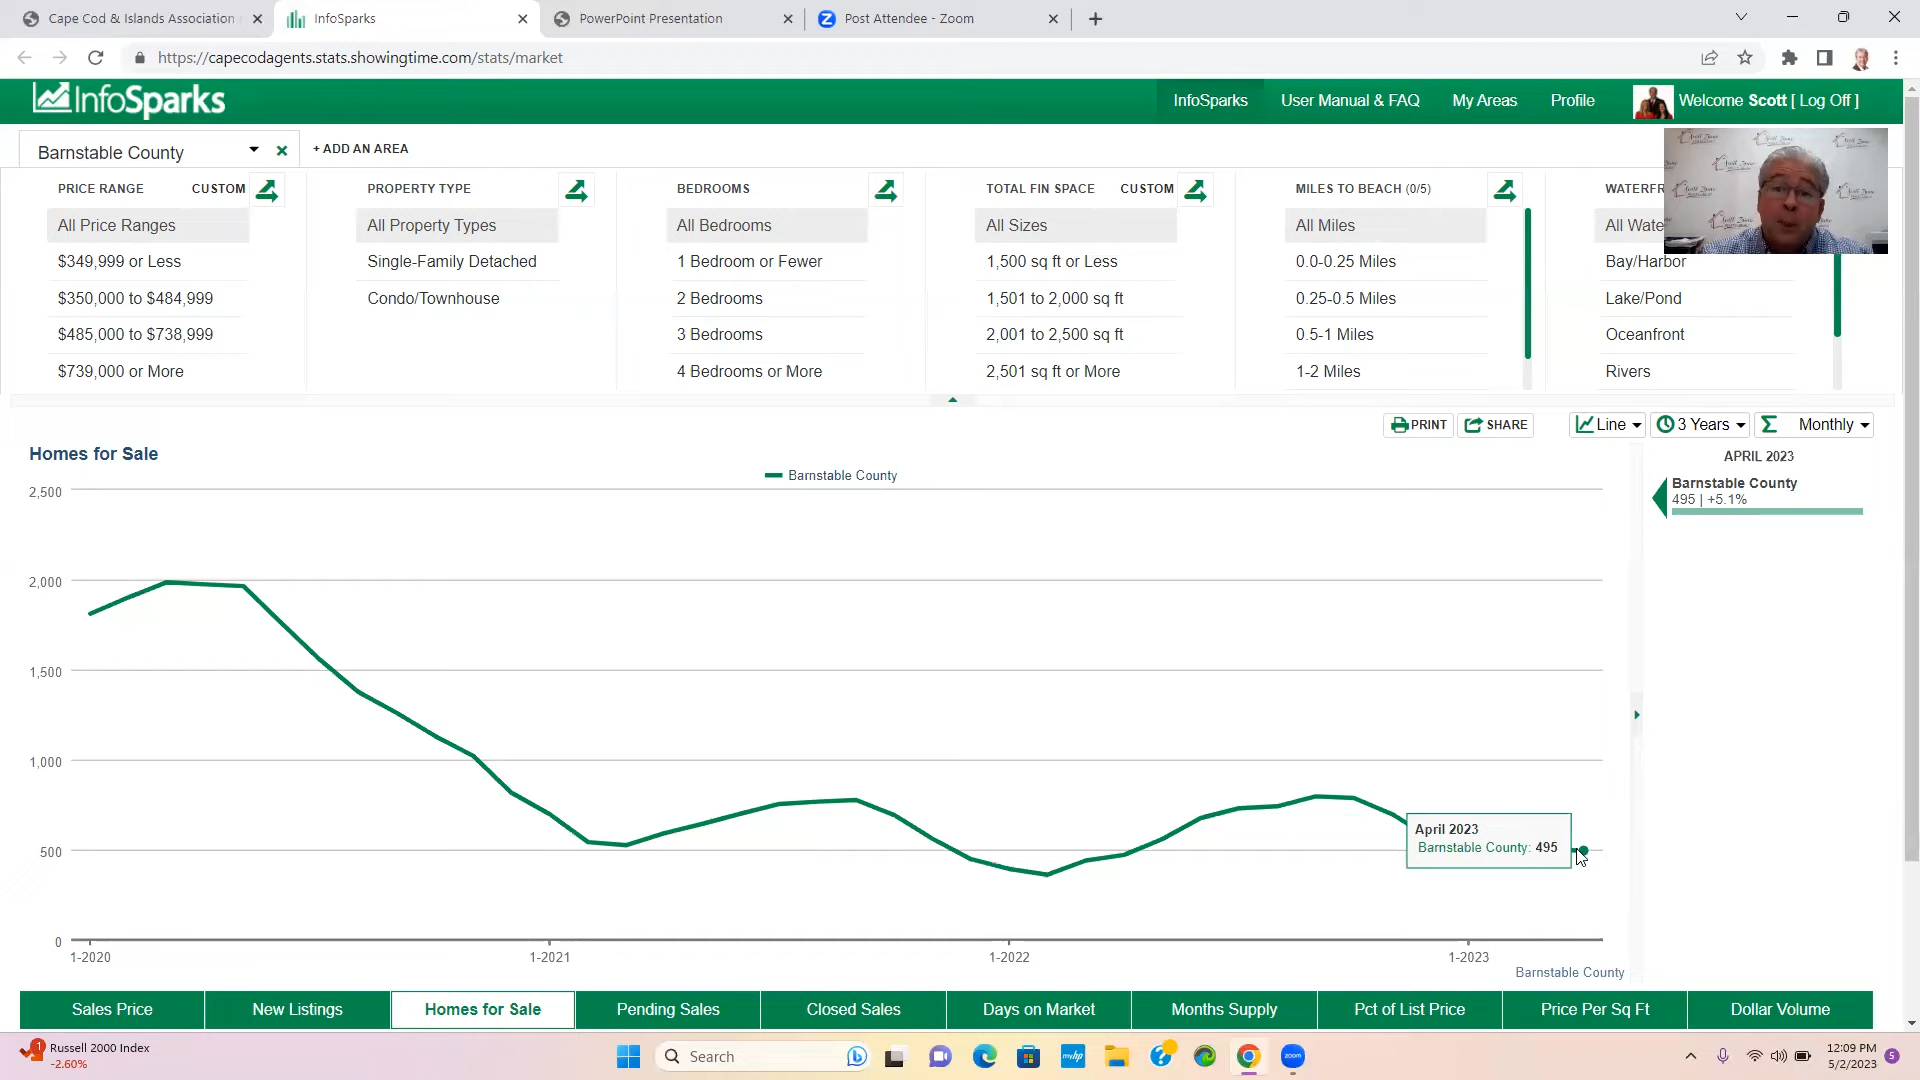 Cape Cod & Islands Association
InfoSparks
PowerPoint Presentation
Post Attendee - Zoom
https://capecodagents.stats.showingtime.com/stats/market
InfoSparks
InfoSparks
User Manual & FAQ
My Areas
Profile
Welcome Scott [ Log Off ]
Barnstable County
+ ADD AN AREA
PRICE RANGE CUSTOM
All Price Ranges
$349,999 or Less
$350,000 to $484,999
$485,000 to $738,999
$739,000 or More
PROPERTY TYPE
All Property Types
Single-Family Detached
Condo/Townhouse
BEDROOMS
All Bedrooms
1 Bedroom or Fewer
2 Bedrooms
3 Bedrooms
4 Bedrooms or More
TOTAL FIN SPACE CUSTOM
All Sizes
1,500 sq ft or Less
1,501 to 2,000 sq ft
2,001 to 2,500 sq ft
2,501 sq ft or More
MILES TO BEACH (0/5)
All Miles
0.0-0.25 Miles
0.25-0.5 Miles
0.5-1 Miles
1-2 Miles
WATERF
All Wate
Bay/Harbor
Lake/Pond
Oceanfront
Rivers
PRINT
SHARE
Line
3 Years
Monthly
Homes for Sale
Barnstable County
APRIL 2023
Barnstable County
495 | +5.1%
2,500
2,000
1,500
1,000
500
0
April 2023
Barnstable County: 495
1-2020
1-2021
1-2022
1-2023
Barnstable County
Sales Price
New Listings
Homes for Sale
Pending Sales
Closed Sales
Days on Market
Months Supply
Pct of List Price
Price Per Sq Ft
Dollar Volume
1
Russell 2000 Index
-2.60%
Search
myhp
zoom
12:09 PM
5/2/2023
5